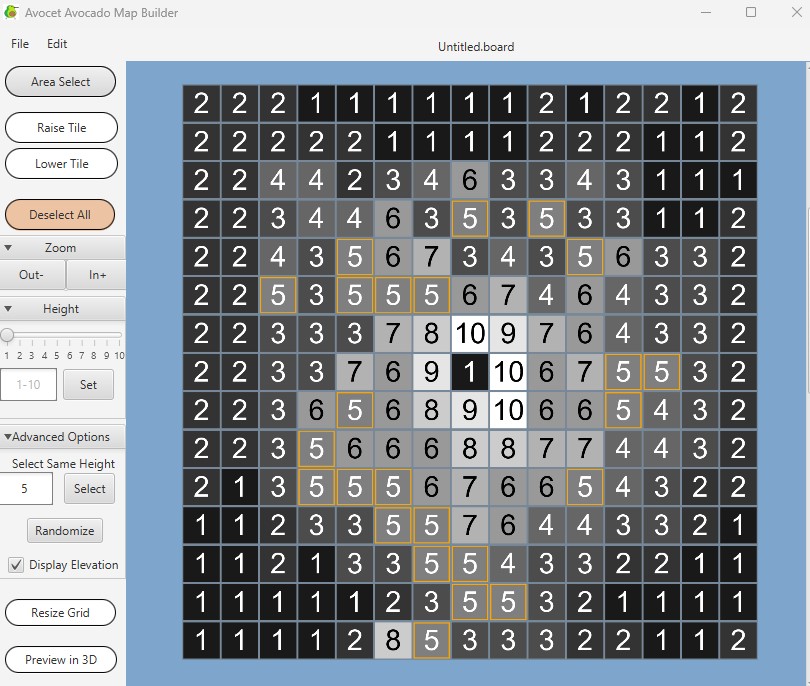 Avocet Avocado Map Builder
File Edit
Untitled.board
Area Select
Raise Tile
Lower Tile
Deselect All
Zoom
Out- In+
Height
1 2 3 4 5 6 7 8 9 10
1-10 Set
Advanced Options
Select Same Height
5 Select
Randomize
Display Elevation
Resize Grid
Preview in 3D
2 2 2 1 1 1 1 1 1 2 1 2 2 1 2
2 2 2 2 2 1 1 1 1 2 2 2 1 1 2
2 2 4 4 2 3 4 6 3 3 4 3 1 1 1
2 2 3 4 4 6 3 5 3 5 3 3 1 1 2
2 2 4 3 5 6 7 3 4 3 5 6 3 3 2
2 2 5 3 5 5 5 6 7 4 6 4 3 3 2
2 2 3 3 3 7 8 10 9 7 6 4 3 3 2
2 2 3 3 7 6 9 1 10 6 7 5 5 3 2
2 2 3 6 5 6 8 9 10 6 6 5 4 3 2
2 2 3 5 6 6 6 8 8 7 7 4 4 3 2
2 1 3 5 5 5 6 7 6 6 5 4 3 2 2
1 1 2 3 3 5 5 7 6 4 4 3 3 2 1
1 1 2 1 3 3 5 5 4 3 3 2 2 1 1
1 1 1 1 1 2 3 5 5 3 2 1 1 1 1
1 1 1 1 2 8 5 3 3 3 2 2 1 1 2